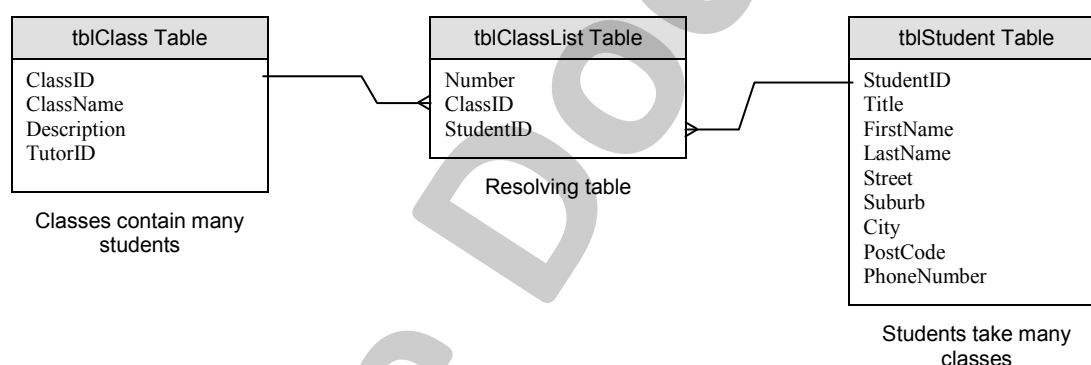 tblClass Table
ClassID
ClassName
Description
TutorID
Classes contain many
students
tblClassList Table
Number
ClassID
StudentID
Resolving table
tblStudent Table
StudentID
Title
FirstName
LastName
Street
Suburb
City
PostCode
PhoneNumber
Students take many
classes